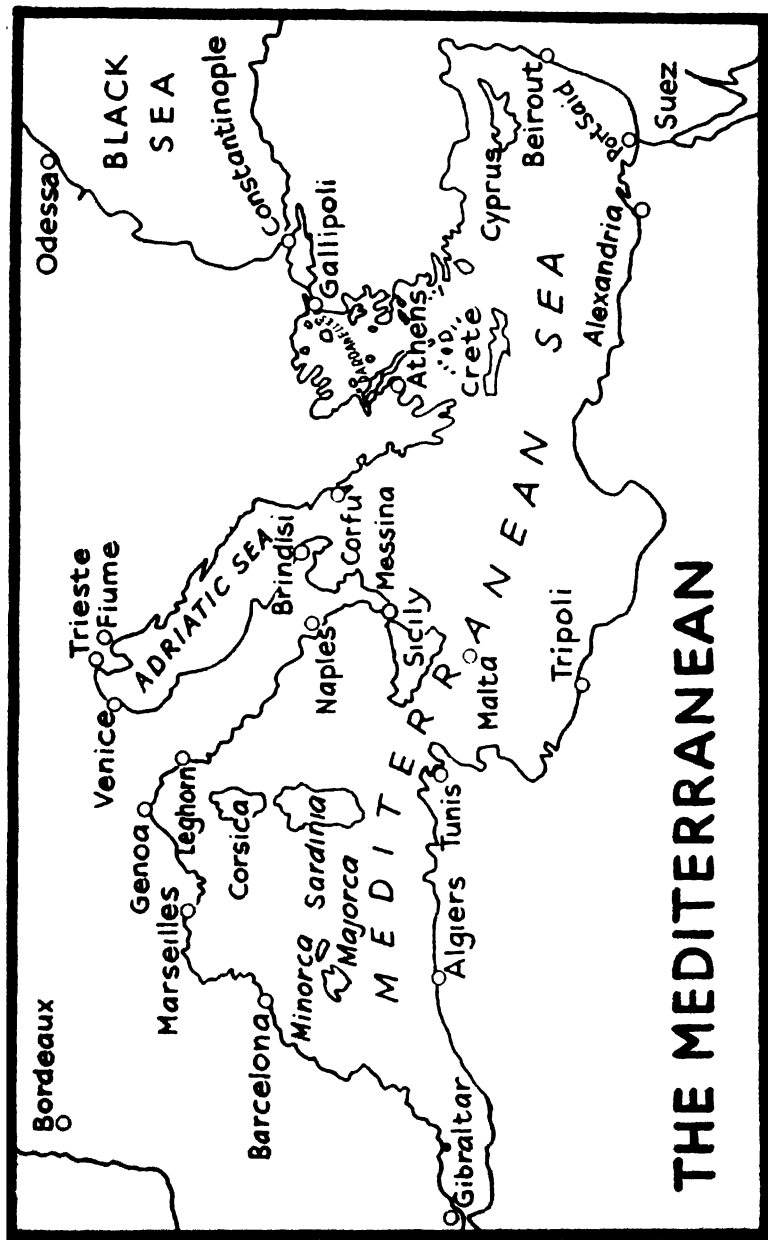 Bordeaux
Odessa
BLACK
SEA
Trieste
Fiume
Venice
Genoa
Marseilles
Leghorn
ADRIATIC SEA
Constantinople
Gallipoli
DARDANELLES
Barcelona
Corsica
Brindisi
Naples
Corfu
Minorca
Majorca
Sardinia
Messina
Sicily
Athens
Crete
Cyprus
Beirout
Port Said
Suez
MEDITERRANEAN SEA
Gibraltar
Algiers
Tunis
Malta
Tripoli
Alexandria
THE MEDITERRANEAN